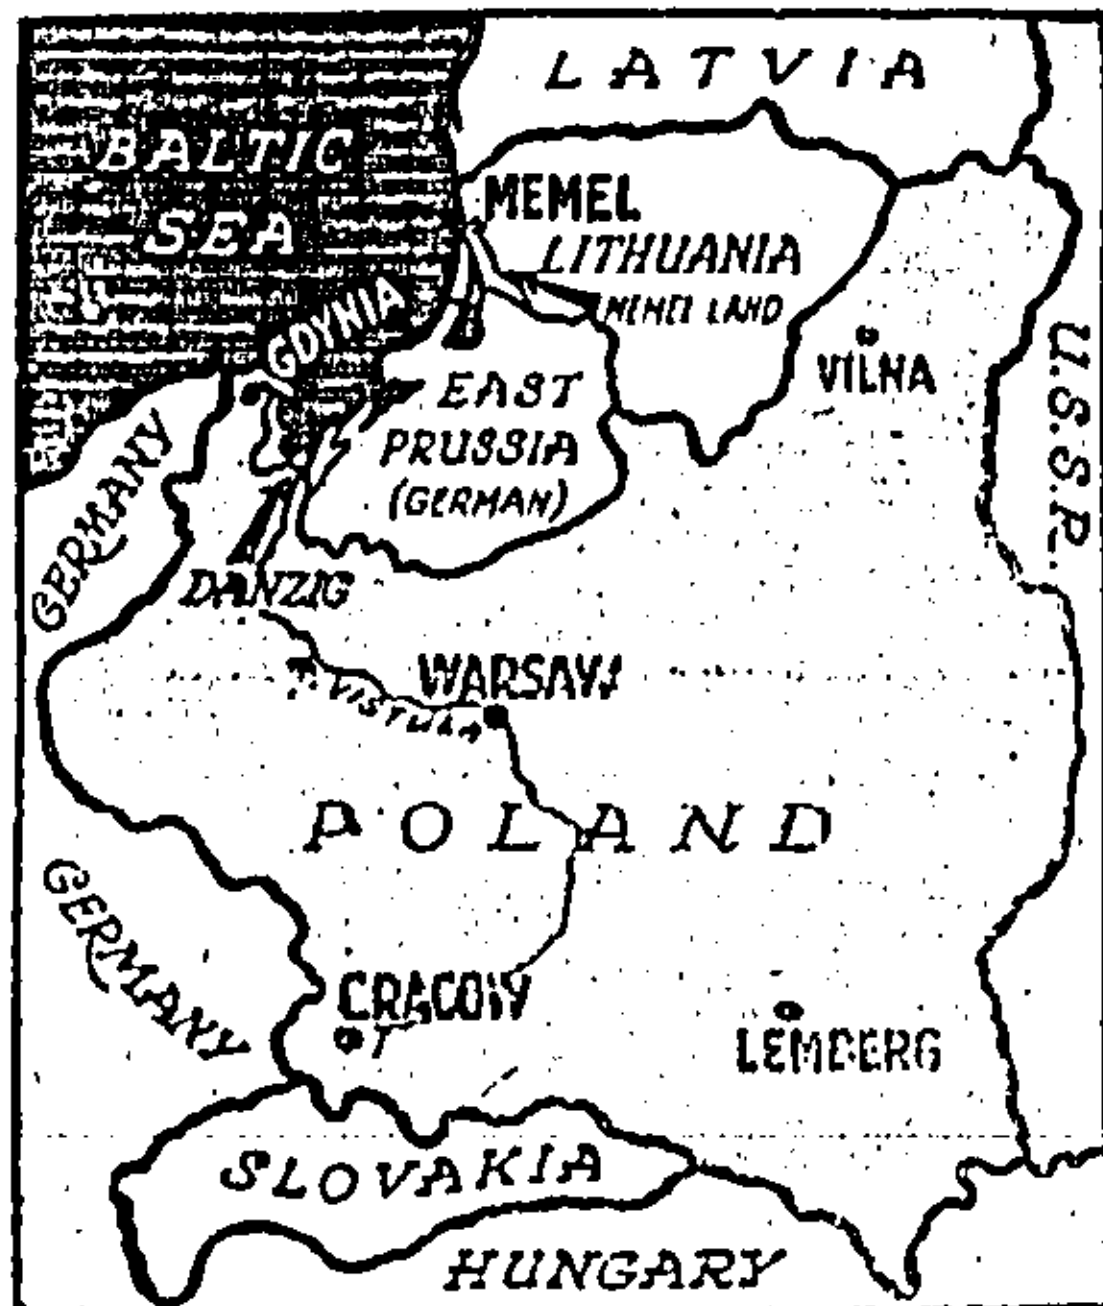 LATVIA
BALTIC
SEA
MEMEL
LITHUANIA
MEMEL LAND
GDYNIA
VILNA
U.S.S.R.
EAST
PRUSSIA
(GERMAN)
GERMANY
DANZIG
WARSAW
VISTULA
POLAND
GERMANY
CRACOW
LEMBERG
SLOVAKIA
HUNGARY